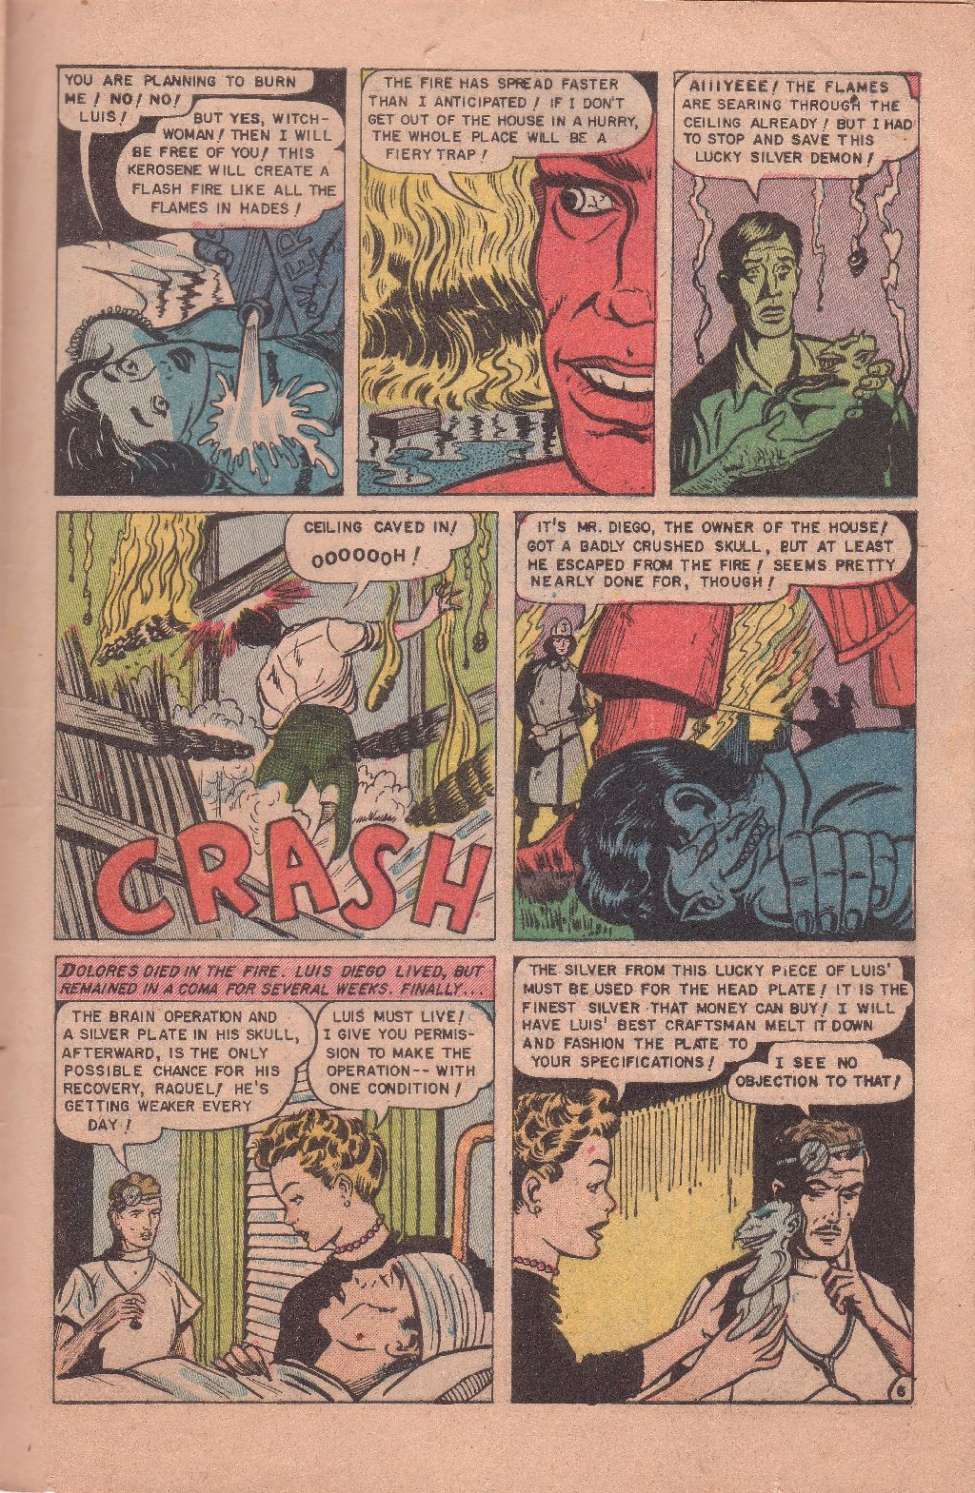 YOU ARE PLANNING TO BURN
ME! NO! NO!
LUIS!
BUT YES, WITCH-
WOMAN! THEN I WILL
BE FREE OF YOU! THIS
KEROSENE WILL CREATE A
FLASH FIRE LIKE ALL THE
FLAMES IN HADES!
THE FIRE HAS SPREAD FASTER
THAN I ANTICIPATED! IF I DON'T
GET OUT OF THE HOUSE IN A HURRY,
THE WHOLE PLACE WILL BE A
FIERY TRAP!
AIIIYEEE! THE FLAMES
ARE SEARING THROUGH THE
CEILING ALREADY! BUT I HAD
TO STOP AND SAVE THIS
LUCKY SILVER DEMON!
CEILING CAVED IN!
OOOOOOH!
CRASH
IT'S MR. DIEGO, THE OWNER OF THE HOUSE!
GOT A BADLY CRUSHED SKULL, BUT AT LEAST
HE ESCAPED FROM THE FIRE! SEEMS PRETTY
NEARLY DONE FOR, THOUGH!
DOLORES DIED IN THE FIRE. LUIS DIEGO LIVED, BUT
REMAINED IN A COMA FOR SEVERAL WEEKS. FINALLY...
THE BRAIN OPERATION AND
A SILVER PLATE IN HIS SKULL,
AFTERWARD, IS THE ONLY
POSSIBLE CHANCE FOR HIS
RECOVERY, RAQUEL! HE'S
GETTING WEAKER EVERY
DAY!
LUIS MUST LIVE!
I GIVE YOU PERMIS-
SION TO MAKE THE
OPERATION-- WITH
ONE CONDITION!
THE SILVER FROM THIS LUCKY PIECE OF LUIS'
MUST BE USED FOR THE HEAD PLATE! IT IS THE
FINEST SILVER THAT MONEY CAN BUY! I WILL
HAVE LUIS' BEST CRAFTSMAN MELT IT DOWN
AND FASHION THE PLATE TO
YOUR SPECIFICATIONS!
I SEE NO
OBJECTION TO THAT!
6